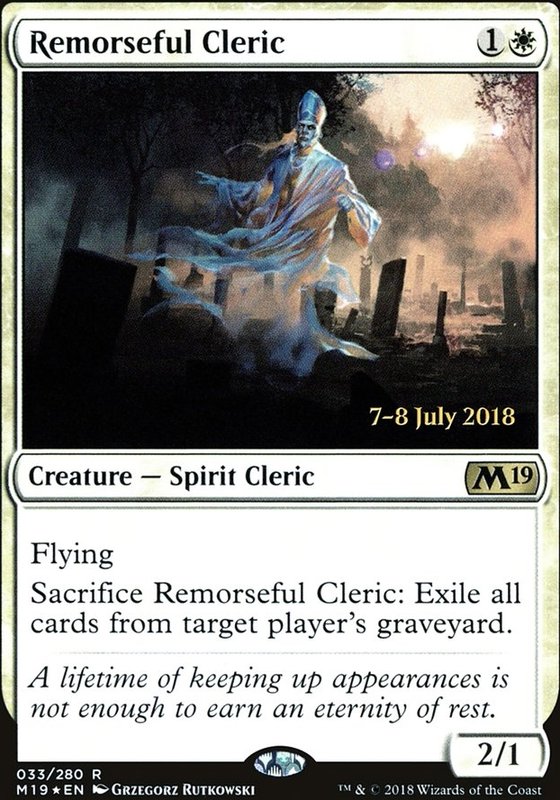 Remorseful Cleric 1
7–8 July 2018
Creature — Spirit Cleric M19
Flying
Sacrifice Remorseful Cleric: Exile all
cards from target player's graveyard.
A lifetime of keeping up appearances is
not enough to earn an eternity of rest.
2/1
033/280 R
M19★EN Grzegorz Rutkowski ™ & © 2018 Wizards of the Coast